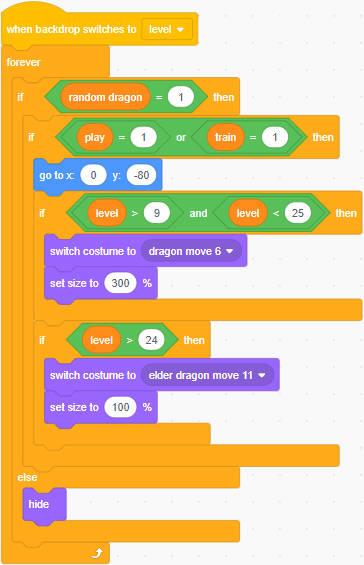 when backdrop switches to level
forever
if random dragon = 1 then
if play = 1 or train = 1 then
go to x: 0 y: -80
if level > 9 and level < 25 then
switch costume to dragon move 6
set size to 300 %
if level > 24 then
switch costume to elder dragon move 11
set size to 100 %
else
hide